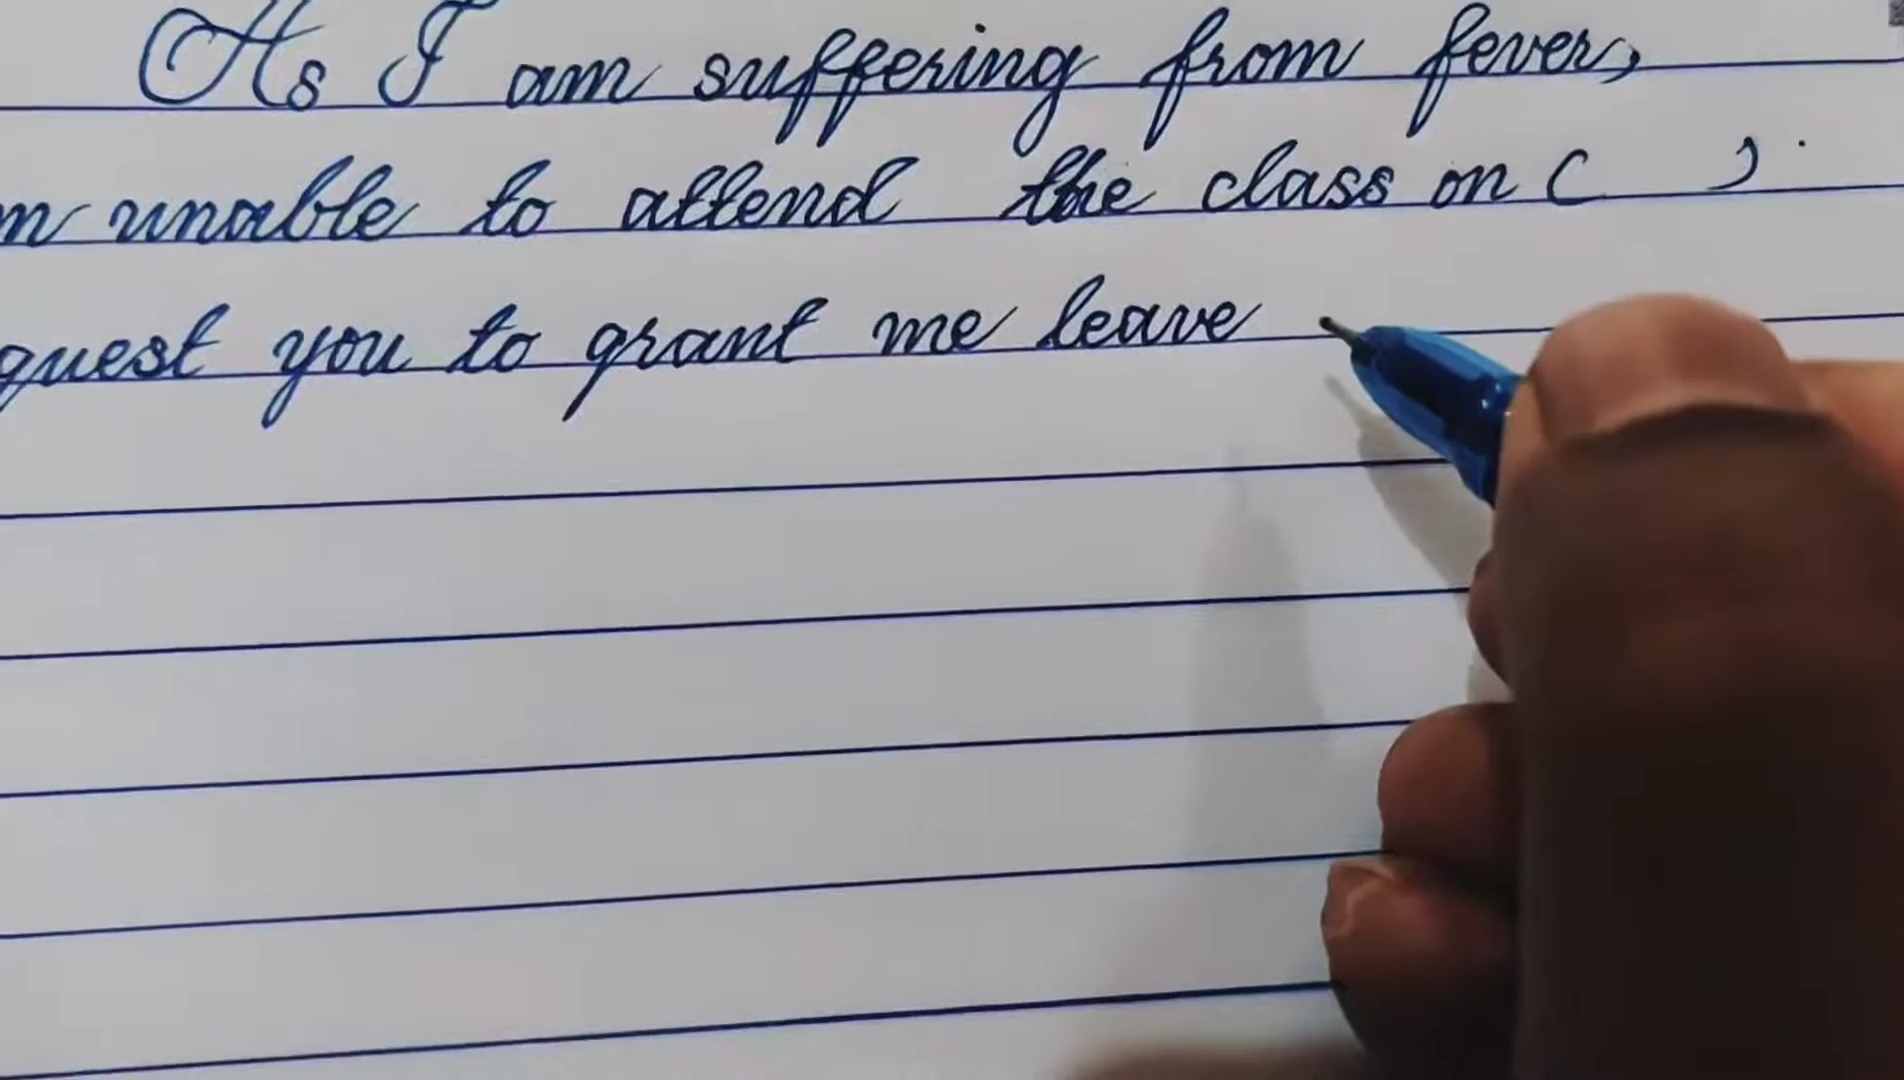 As I am suffering from fever,
m unable to attend the class on ( ).
quest you to grant me leave